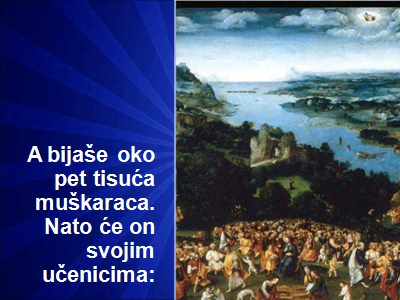 A bijaše oko
pet tisuća
muškaraca.
Nato će on
svojim
učenicima: